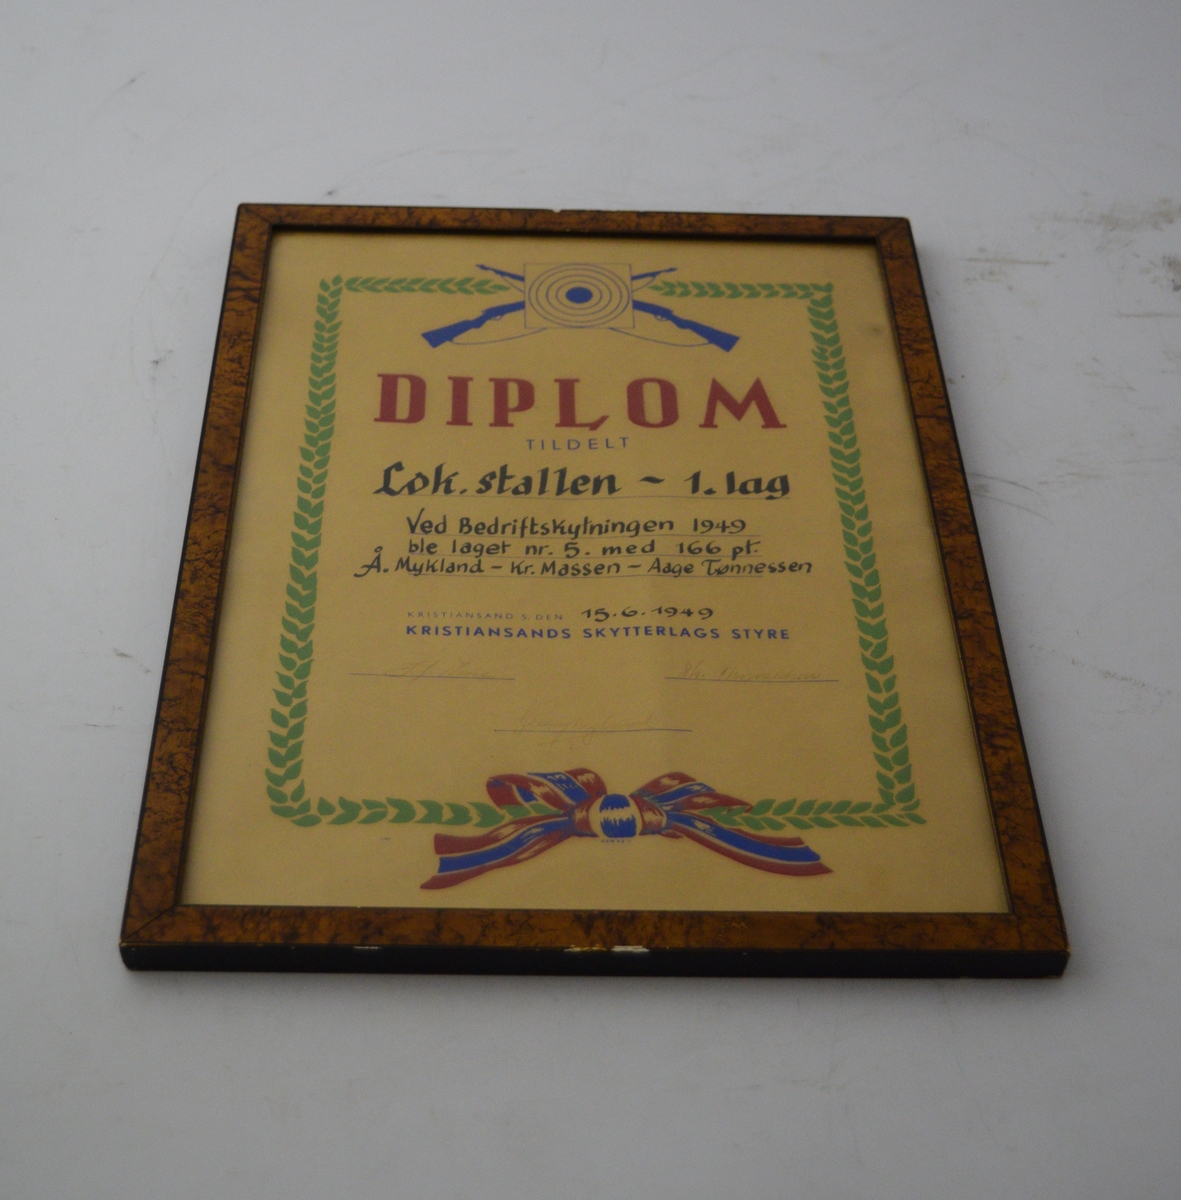 DIPLOM
TILDELT
Lok. stallen ~ 1. lag
Ved Bedriftskytningen 1949
ble laget nr. 5. med 166 pt.
Å. Mykland - Kr. Massen - Aage Tønnessen
KRISTIANSAND S. DEN 15.6.1949
KRISTIANSANDS SKYTTERLAGS STYRE